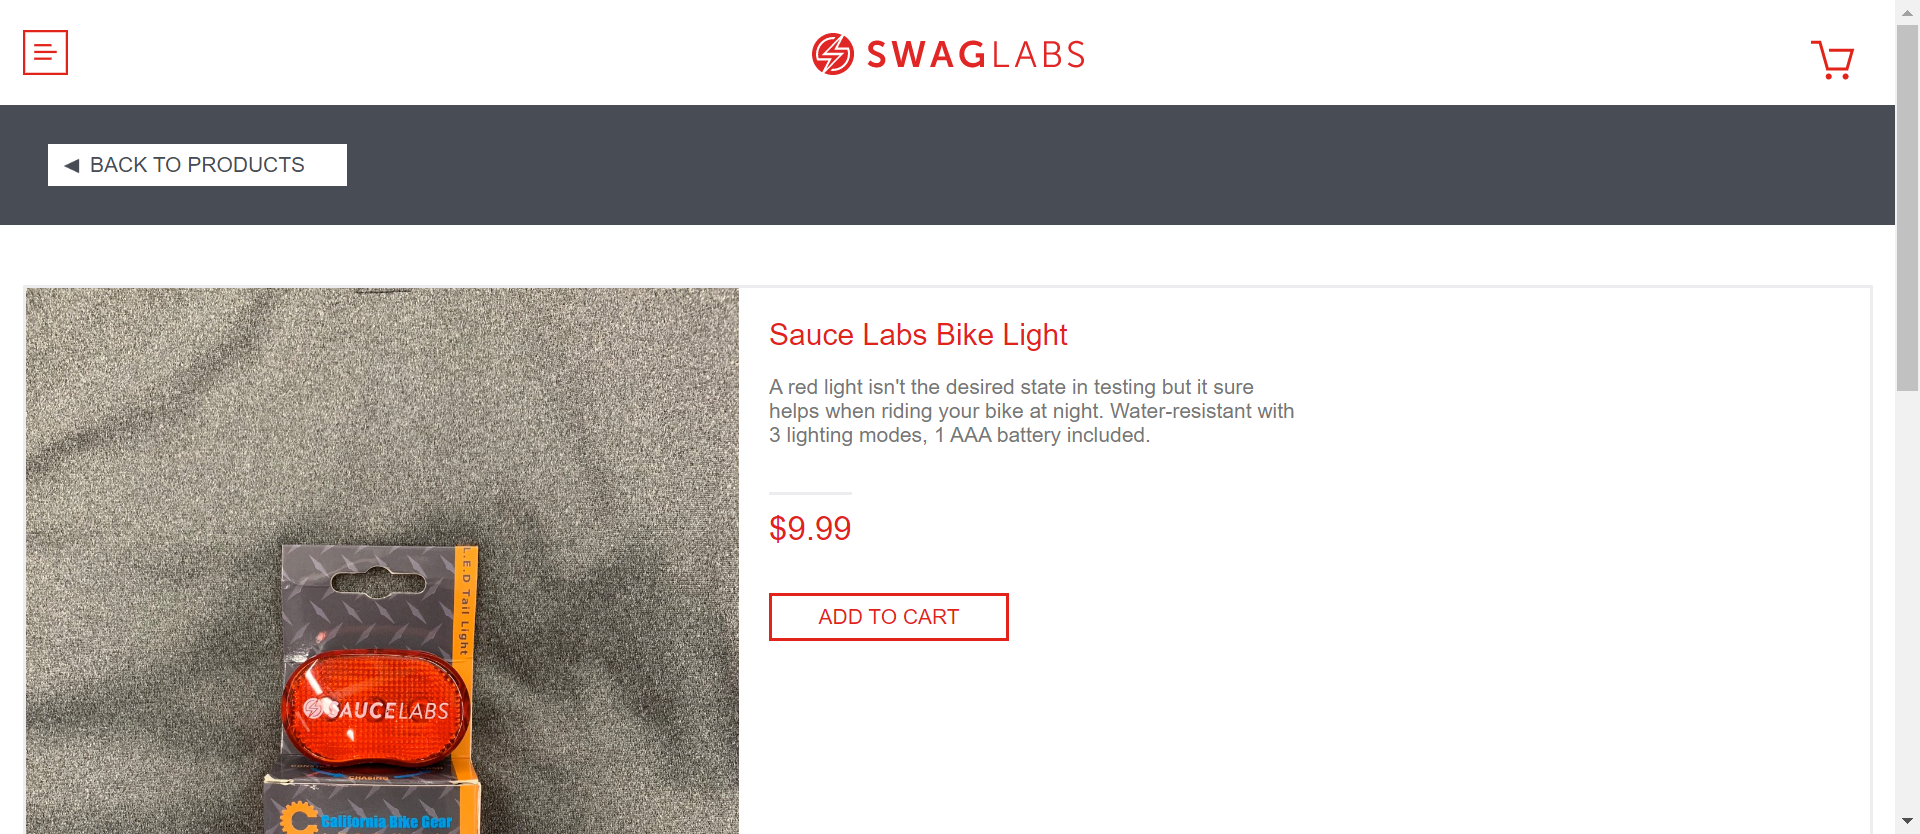 SWAGLABS
BACK TO PRODUCTS
Sauce Labs Bike Light
A red light isn't the desired state in testing but it sure
helps when riding your bike at night. Water-resistant with
3 lighting modes, 1 AAA battery included.
$9.99
ADD TO CART
L.E.D Tail Light
SAUCELABS
California Bike Gear